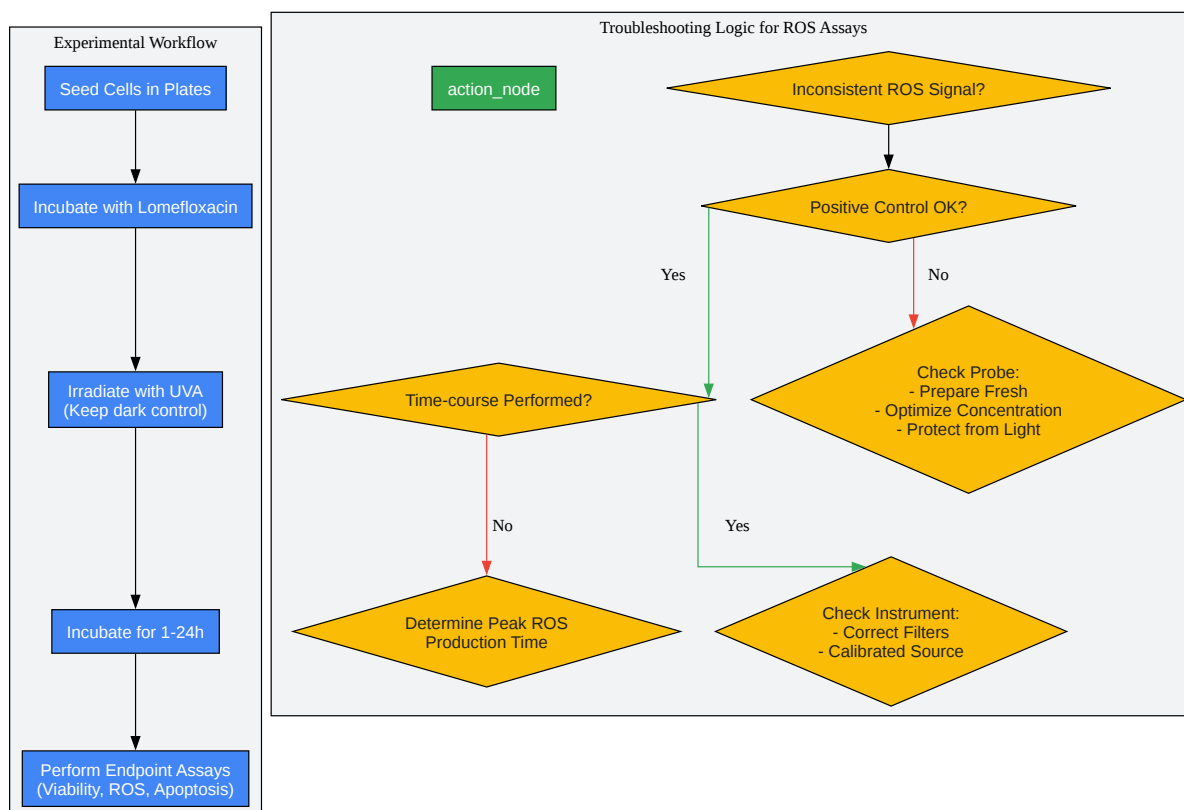 Experimental Workflow
Seed Cells in Plates
Incubate with Lomefloxacin
Irradiate with UVA
(Keep dark control)
Incubate for 1-24h
Perform Endpoint Assays
(Viability, ROS, Apoptosis)
Troubleshooting Logic for ROS Assays
action_node
Inconsistent ROS Signal?
Positive Control OK?
Yes
No
Check Probe:
- Prepare Fresh
- Optimize Concentration
- Protect from Light
Time-course Performed?
No
Yes
Determine Peak ROS
Production Time
Check Instrument:
- Correct Filters
- Calibrated Source